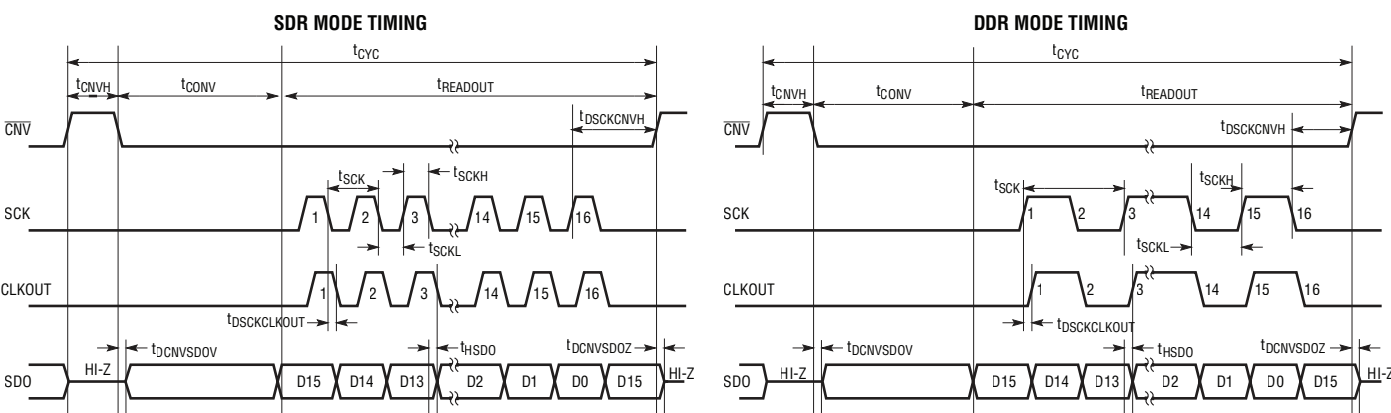 SDR MODE TIMING
tCYC
tCNVH tCONV tREADOUT
CNV tDSCKCNVH
tSCK tSCKH
SCK 1 2 3 14 15 16
tSCKL
CLKOUT 1 2 3 14 15 16
tDSCKCLKOUT
tDCNVSDOV tHSDO tDCNVSDOZ
SDO HI-Z D15 D14 D13 D2 D1 D0 D15 HI-Z
DDR MODE TIMING
tCYC
tCNVH tCONV tREADOUT
CNV tDSCKCNVH
tSCK tSCKH
SCK 1 2 3 14 15 16
tSCKL
CLKOUT 1 2 3 14 15 16
tDSCKCLKOUT
tDCNVSDOV tHSDO tDCNVSDOZ
SDO HI-Z D15 D14 D13 D2 D1 D0 D15 HI-Z